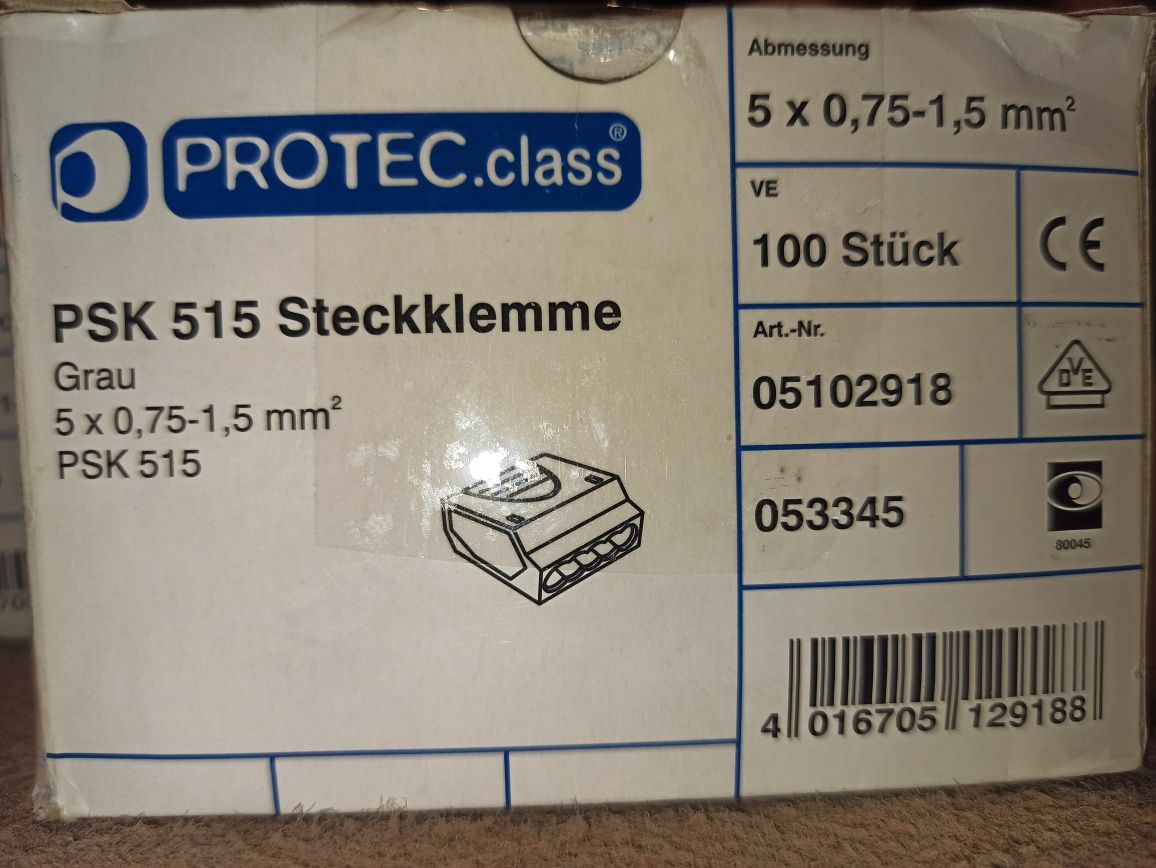 PROTEC.class®
PSK 515 Steckklemme
Grau
5 x 0,75-1,5 mm²
PSK 515
Abmessung
5 x 0,75-1,5 mm²
VE
100 Stück
CE
Art.-Nr.
05102918
DVE
053345
80045
4 016705 129188